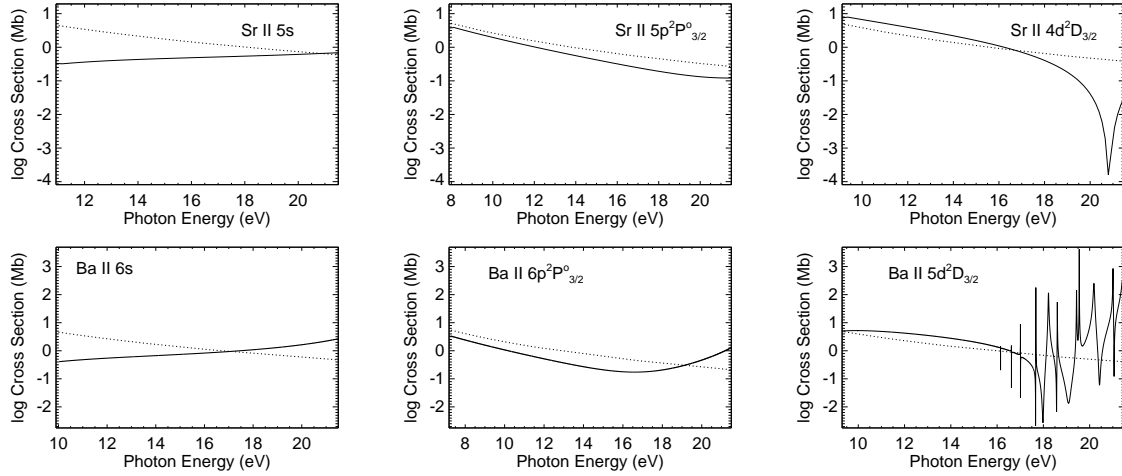 log Cross Section (Mb)
1
0
-1
-2
-3
-4
Sr II 5s
12 14 16 18 20
Photon Energy (eV)
log Cross Section (Mb)
1
0
-1
-2
-3
-4
Sr II 5p²Pᵒ₃/₂
8 10 12 14 16 18 20
Photon Energy (eV)
log Cross Section (Mb)
1
0
-1
-2
-3
-4
Sr II 4d²D₃/₂
10 12 14 16 18 20
Photon Energy (eV)
log Cross Section (Mb)
3
2
1
0
-1
-2
Ba II 6s
10 12 14 16 18 20
Photon Energy (eV)
log Cross Section (Mb)
3
2
1
0
-1
-2
Ba II 6p²Pᵒ₃/₂
8 10 12 14 16 18 20
Photon Energy (eV)
log Cross Section (Mb)
3
2
1
0
-1
-2
Ba II 5d²D₃/₂
10 12 14 16 18 20
Photon Energy (eV)